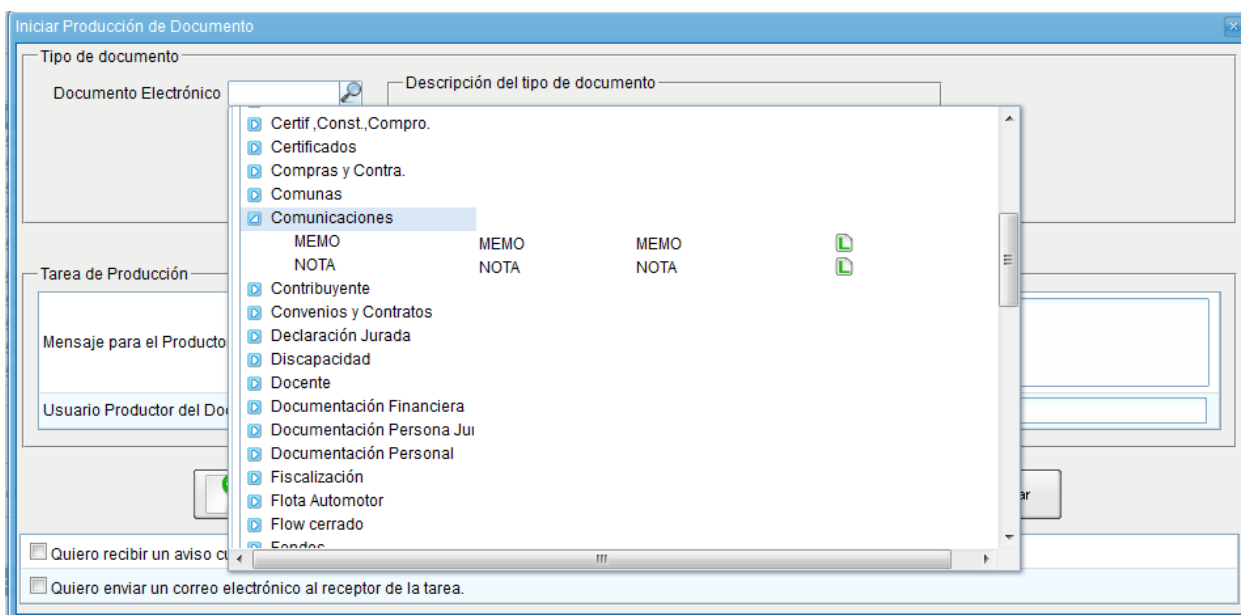 Iniciar Producción de Documento
Tipo de documento
Documento Electrónico
Descripción del tipo de documento
Certif ,Const.,Compro.
Certificados
Compras y Contra.
Comunas
Comunicaciones
MEMO MEMO MEMO L
NOTA NOTA NOTA L
Contribuyente
Convenios y Contratos
Declaración Jurada
Discapacidad
Docente
Documentación Financiera
Documentación Persona Jur
Documentación Personal
Fiscalización
Flota Automotor
Flow cerrado
Fondos
Tarea de Producción
Mensaje para el Producto
Usuario Productor del Do
ar
Quiero recibir un aviso
Quiero enviar un correo electrónico al receptor de la tarea.